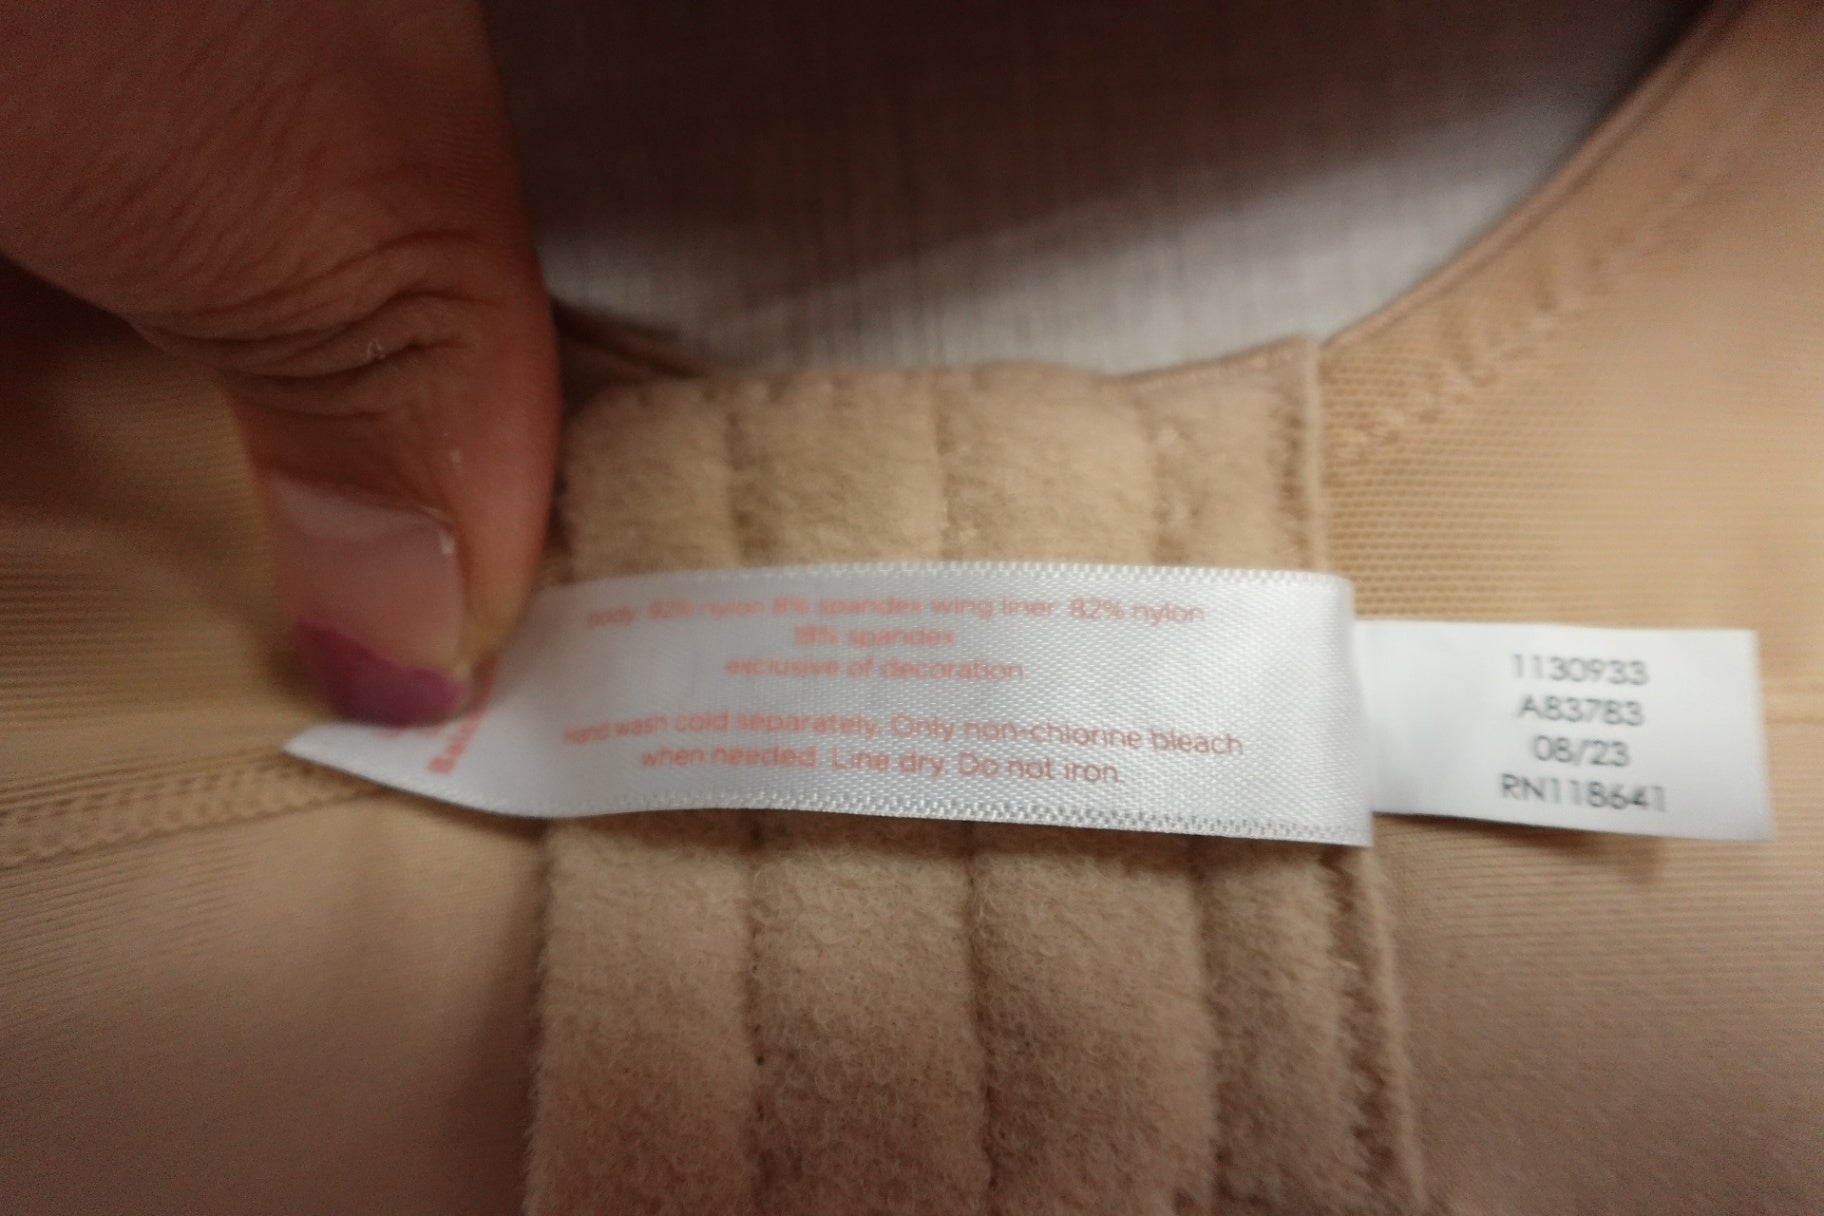 body: 92% nylon 8% spandex wing liner: 82% nylon
18% spandex
exclusive of decoration
Hand wash cold separately. Only non-chlorine bleach
when needed. Line dry. Do not iron.
1130933
A83783
08/23
RN118641